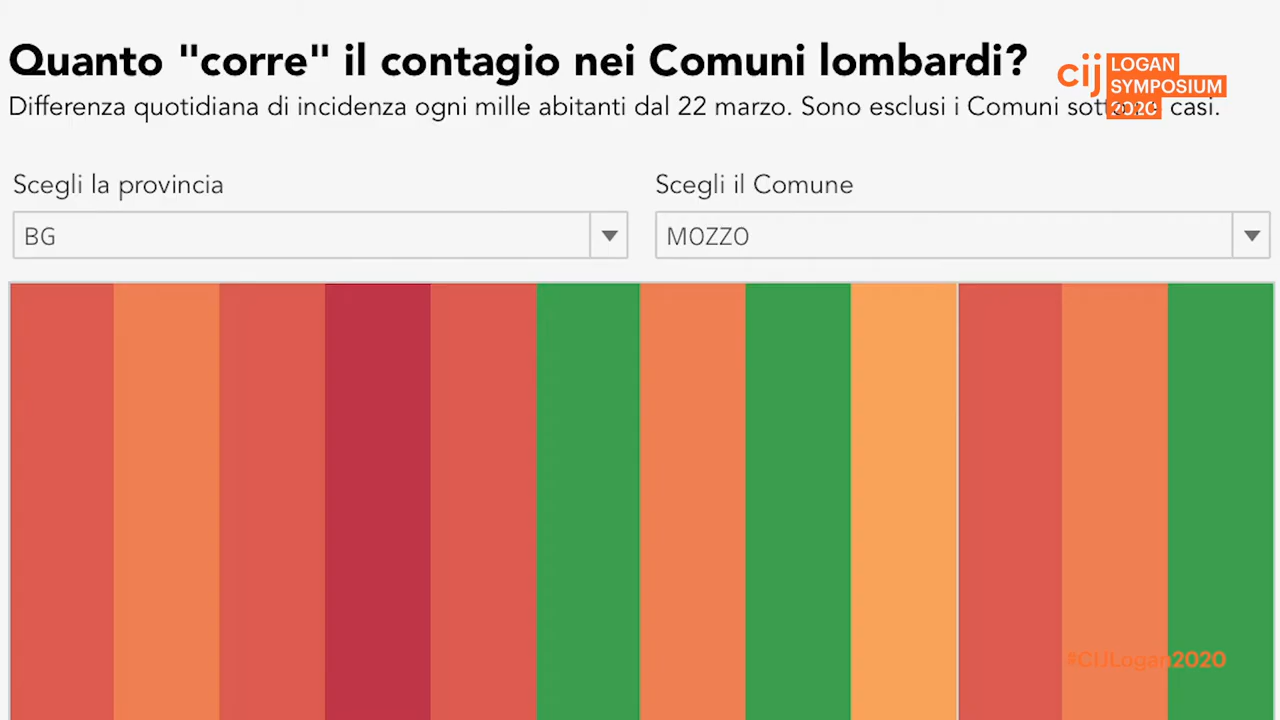 Quanto "corre" il contagio nei Comuni lombardi?
Differenza quotidiana di incidenza ogni mille abitanti dal 22 marzo. Sono esclusi i Comuni casi.
cij LOGAN
SYMPOSIUM
2020
Scegli la provincia
Scegli il Comune
BG
MOZZO
#CIJLogan2020